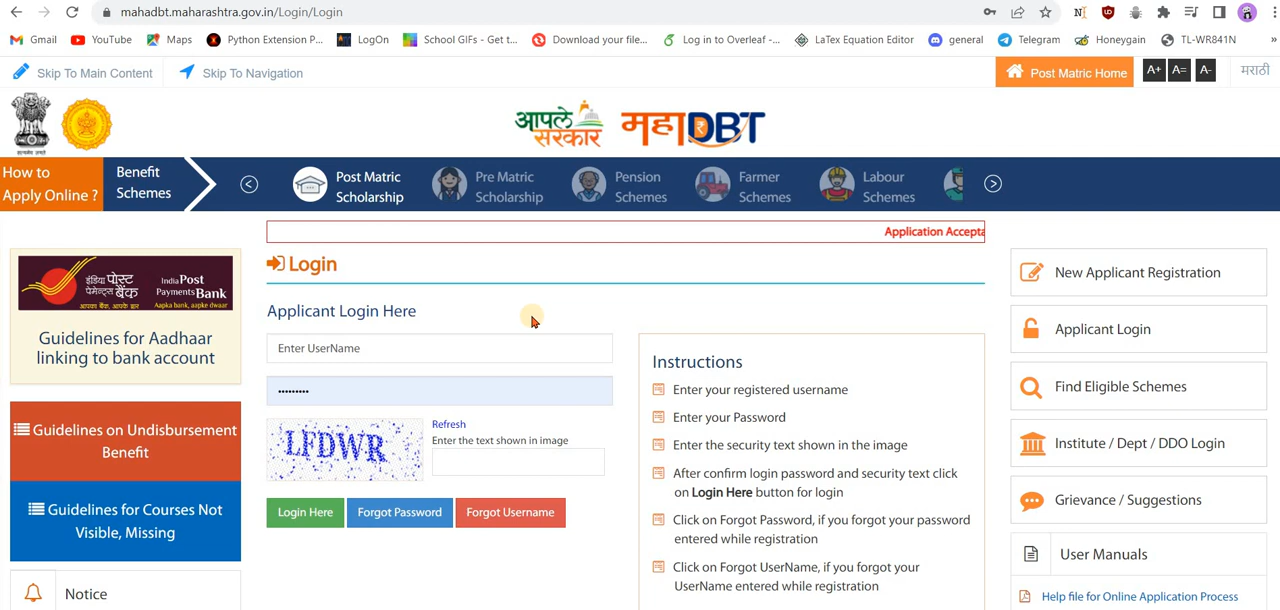 mahadbt.maharashtra.gov.in/Login/Login
Gmail
YouTube
Maps
Python Extension P...
LogOn
School GIFs - Get t...
Download your file...
Log in to Overleaf -...
LaTex Equation Editor
general
Telegram
Honeygain
TL-WR841N
»
Skip To Main Content
Skip To Navigation
Post Matric Home
A+
A=
A-
मराठी
आपले
सरकार
महाDBT
How to
Apply Online ?
Benefit
Schemes
Post Matric
Scholarship
Pre Matric
Scholarship
Pension
Schemes
Farmer
Schemes
Labour
Schemes
Application Accepta
इंडिया पोस्ट
पेमेन्ट्स बैंक
आपका बैंक, आपके द्वार
India Post
Payments Bank
Aapka bank, aapke dwaar
Guidelines for Aadhaar
linking to bank account
Guidelines on Undisbursement
Benefit
Guidelines for Courses Not
Visible, Missing
Notice
Login
Applicant Login Here
Enter UserName
•••••••••
LFDWR
Refresh
Enter the text shown in image
Login Here
Forgot Password
Forgot Username
Instructions
Enter your registered username
Enter your Password
Enter the security text shown in the image
After confirm login password and security text click
on Login Here button for login
Click on Forgot Password, if you forgot your password
entered while registration
Click on Forgot UserName, if you forgot your
UserName entered while registration
New Applicant Registration
Applicant Login
Find Eligible Schemes
Institute / Dept / DDO Login
Grievance / Suggestions
User Manuals
Help file for Online Application Process